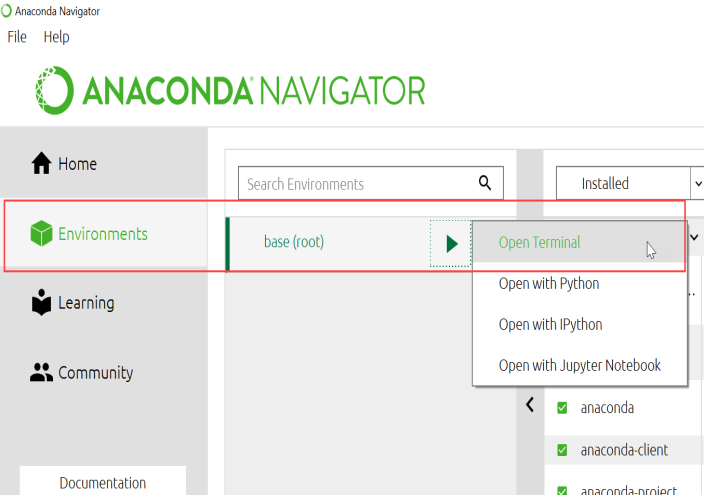 Anaconda Navigator
File Help
ANACONDA NAVIGATOR
Home
Environments
Learning
Community
Documentation
Search Environments
base (root)
Open Terminal
Open with Python
Open with IPython
Open with Jupyter Notebook
Installed
anaconda
anaconda-client
anaconda-project